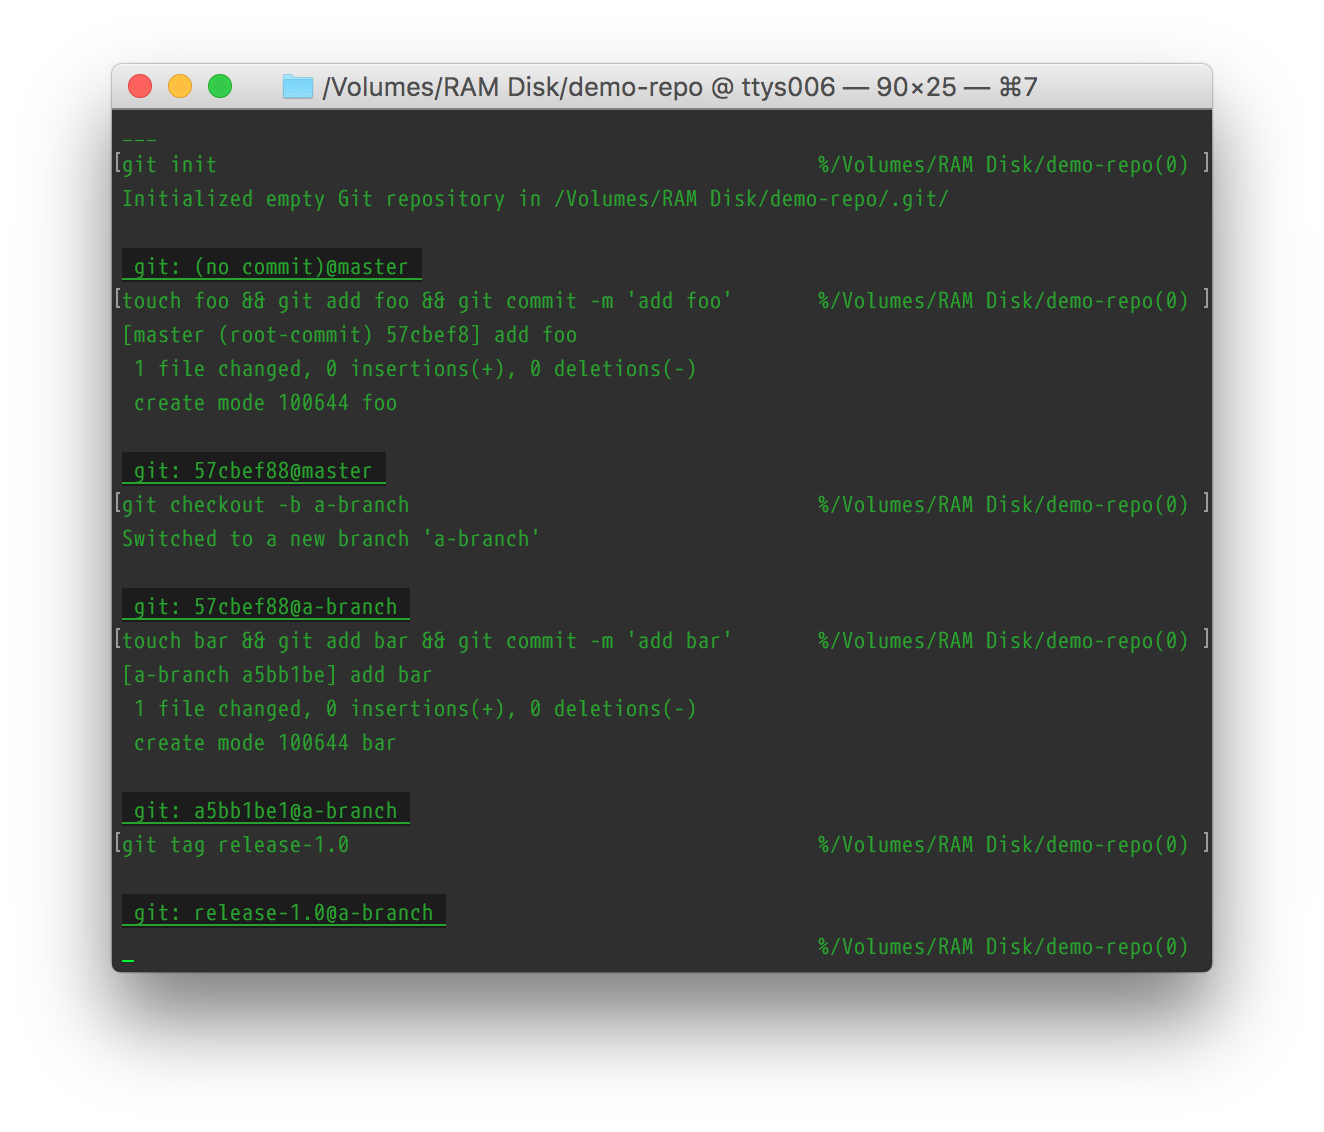 /Volumes/RAM Disk/demo-repo @ ttys006 — 90×25 — ⌘7
---
[git init %/Volumes/RAM Disk/demo-repo(0) ]
Initialized empty Git repository in /Volumes/RAM Disk/demo-repo/.git/
git: (no commit)@master
[touch foo && git add foo && git commit -m 'add foo' %/Volumes/RAM Disk/demo-repo(0) ]
[master (root-commit) 57cbef8] add foo
1 file changed, 0 insertions(+), 0 deletions(-)
create mode 100644 foo
git: 57cbef88@master
[git checkout -b a-branch %/Volumes/RAM Disk/demo-repo(0) ]
Switched to a new branch 'a-branch'
git: 57cbef88@a-branch
[touch bar && git add bar && git commit -m 'add bar' %/Volumes/RAM Disk/demo-repo(0) ]
[a-branch a5bb1be] add bar
1 file changed, 0 insertions(+), 0 deletions(-)
create mode 100644 bar
git: a5bb1be1@a-branch
[git tag release-1.0 %/Volumes/RAM Disk/demo-repo(0) ]
git: release-1.0@a-branch
_ %/Volumes/RAM Disk/demo-repo(0)